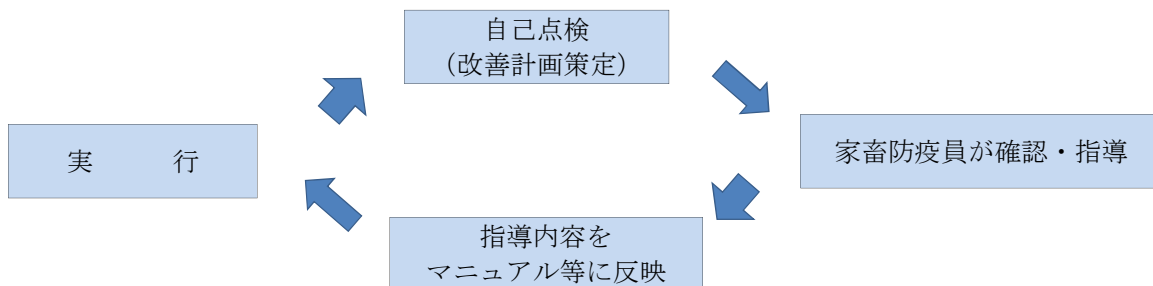 自己点検
(改善計画策定)
家畜防疫員が確認・指導
指導内容を
マニュアル等に反映
実　　　行